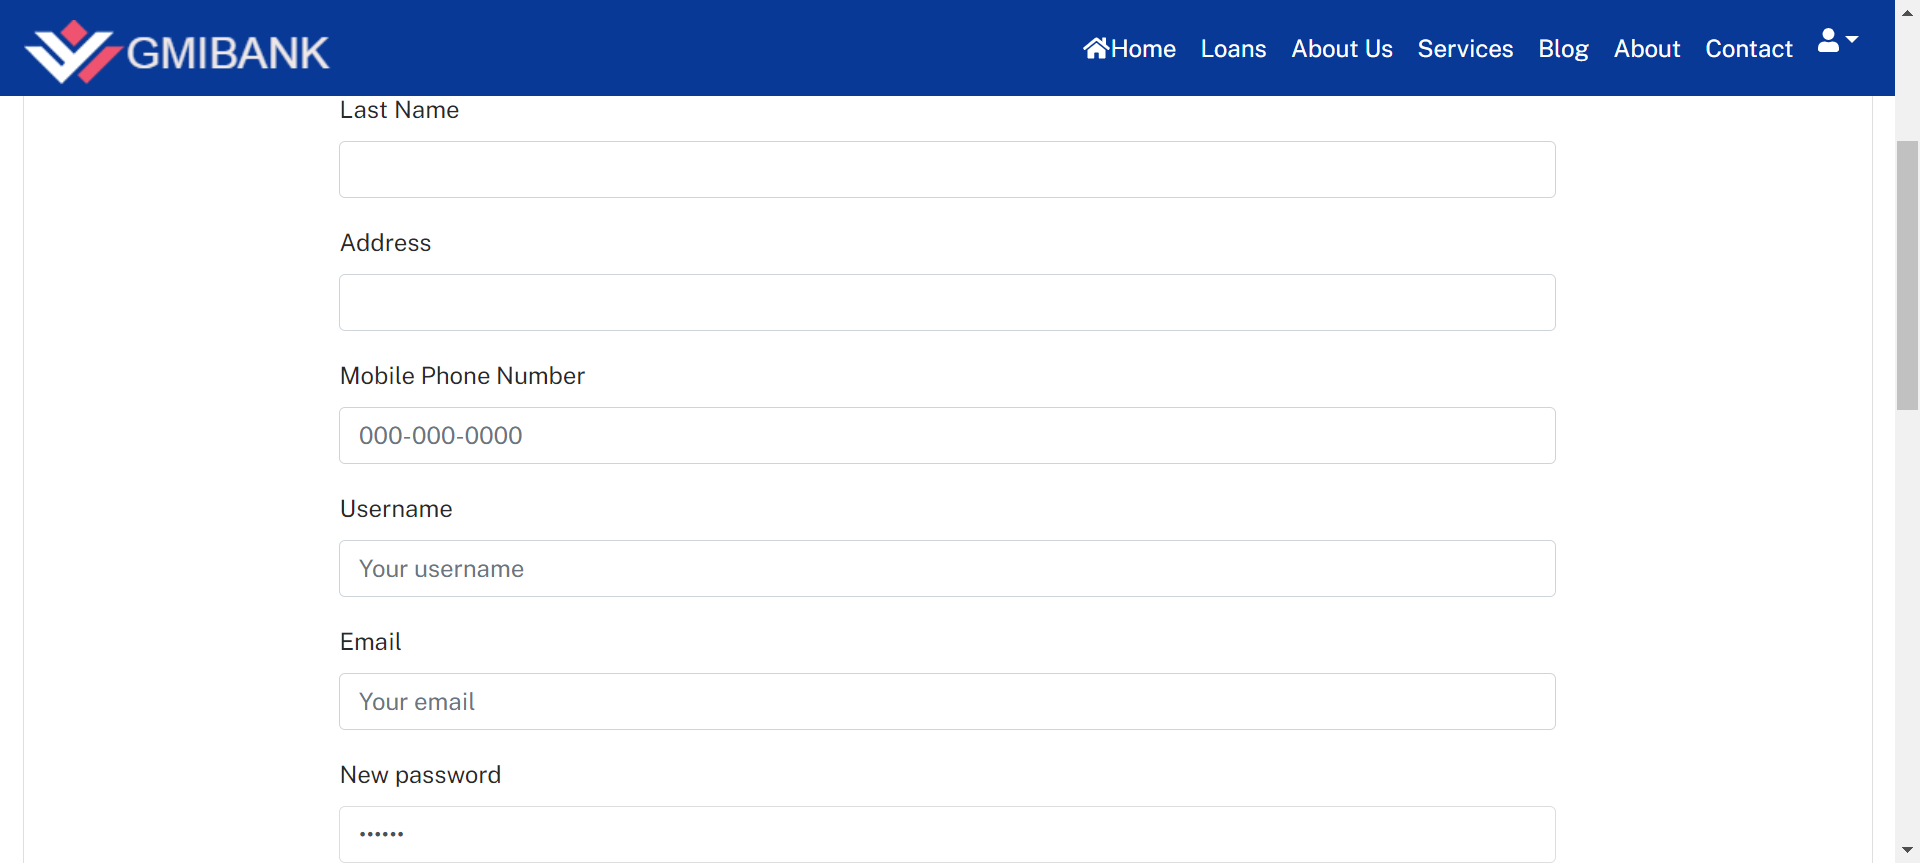 GMIBANK
Home Loans About Us Services Blog About Contact
Last Name
Address
Mobile Phone Number
000-000-0000
Username
Your username
Email
Your email
New password
••••••